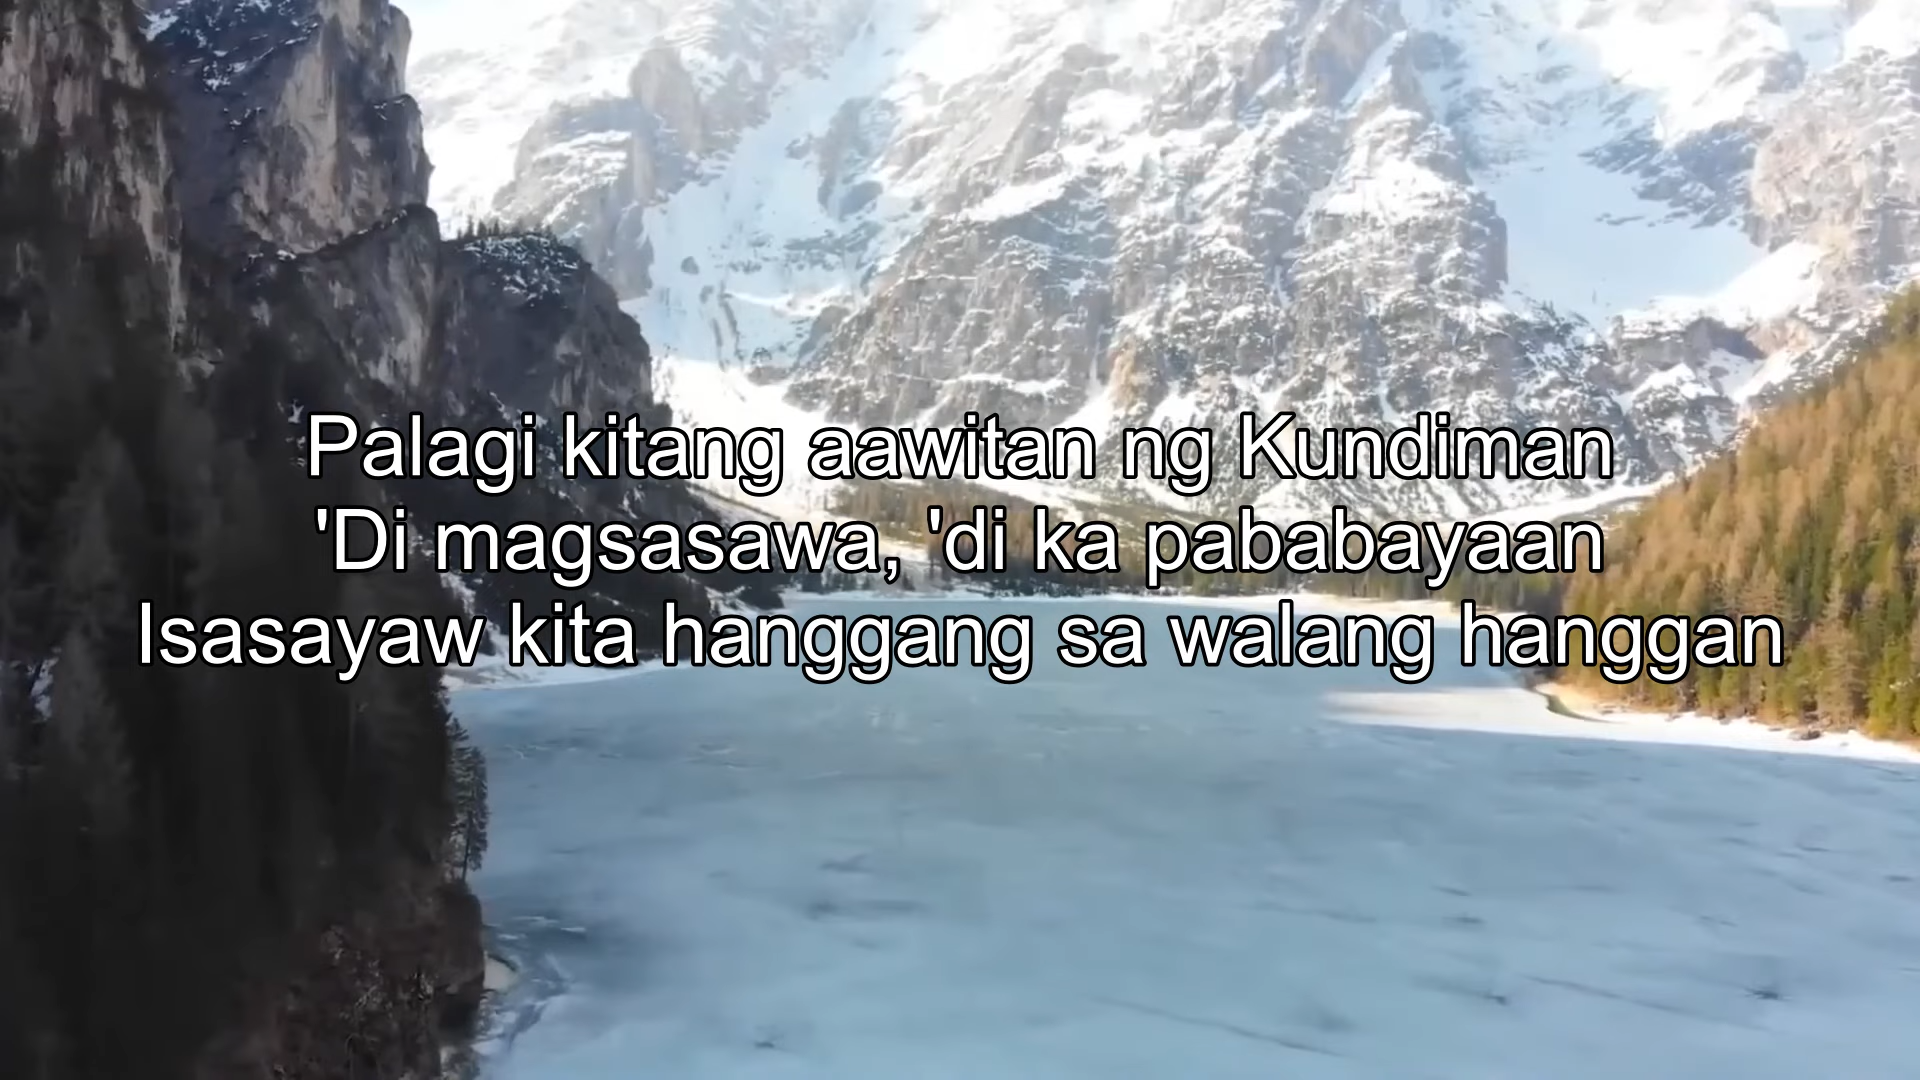 Palagi kitang aawitan ng Kundiman
'Di magsasawa, 'di ka pababayaan
Isasayaw kita hanggang sa walang hanggan